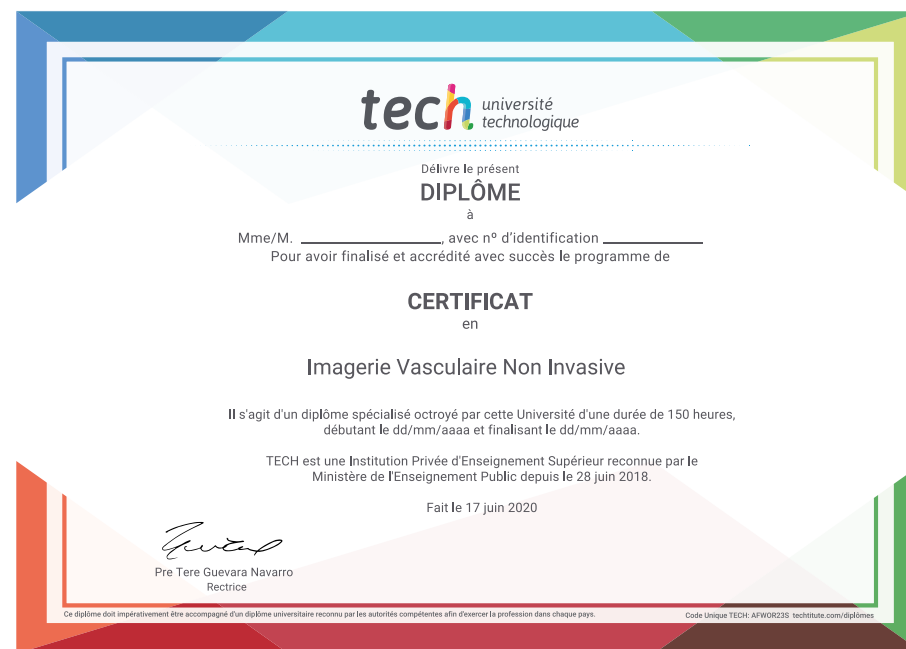 tech université
technologique
Délivre le présent
DIPLÔME
à
Mme/M. ____________________, avec nº d'identification ______________
Pour avoir finalisé et accrédité avec succès le programme de
CERTIFICAT
en
Imagerie Vasculaire Non Invasive
Il s'agit d'un diplôme spécialisé octroyé par cette Université d'une durée de 150 heures,
débutant le dd/mm/aaaa et finalisant le dd/mm/aaaa.
TECH est une Institution Privée d'Enseignement Supérieur reconnue par le
Ministère de l'Enseignement Public depuis le 28 juin 2018.
Fait le 17 juin 2020
Pre Tere Guevara Navarro
Rectrice
Ce diplôme doit impérativement être accompagné d'un diplôme universitaire reconnu par les autorités compétentes afin d'exercer la profession dans chaque pays.
Code Unique TECH: AFWOR23S techtitute.com/diplômes